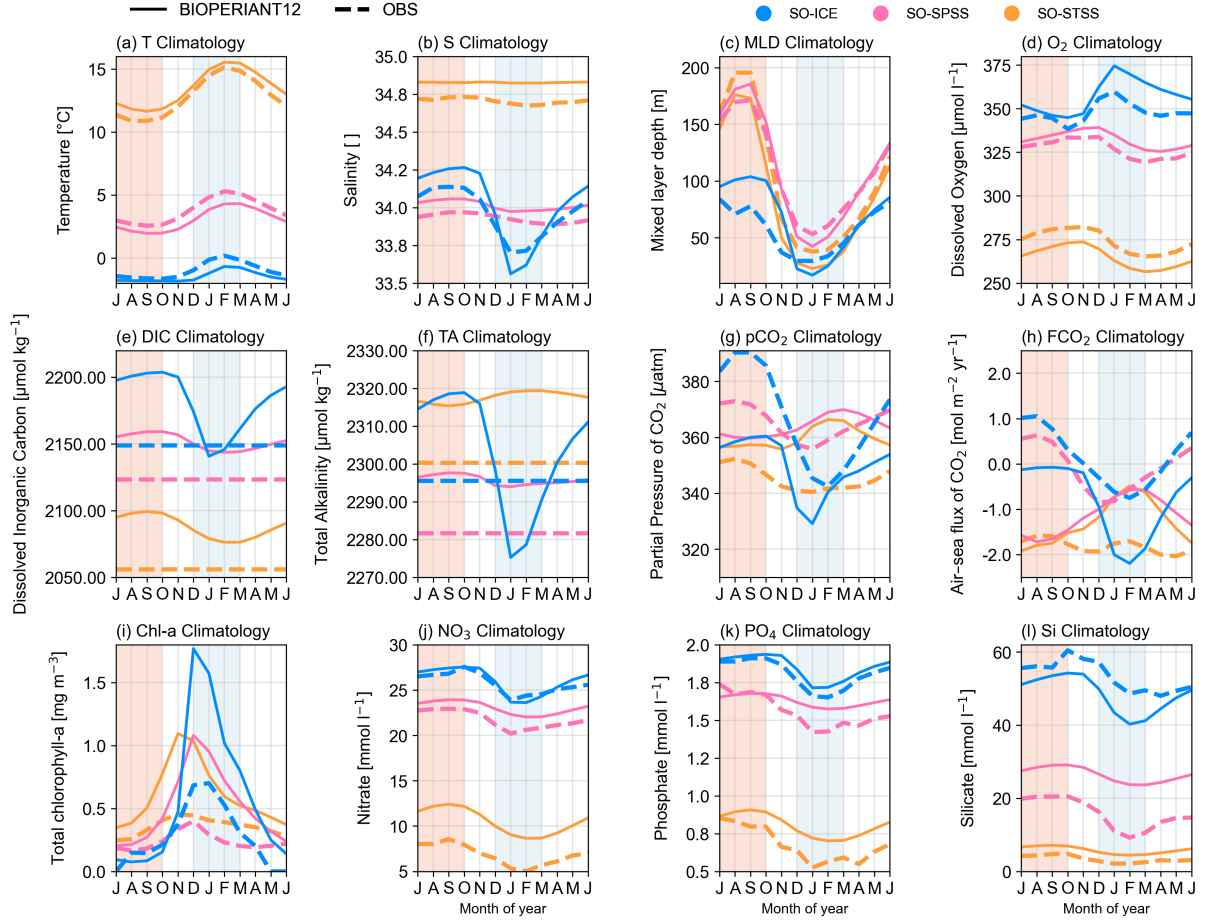 BIOPERIANT12 OBS SO-ICE SO-SPSS SO-STSS
(a) T Climatology
Temperature [°C]
15
10
5
0
J A S O N D J F M A M J
(b) S Climatology
Salinity [ ]
35.0
34.8
34.5
34.2
34.0
33.8
33.5
J A S O N D J F M A M J
(c) MLD Climatology
Mixed layer depth [m]
200
150
100
50
J A S O N D J F M A M J
(d) O₂ Climatology
Dissolved Oxygen [µmol l⁻¹]
375
350
325
300
275
250
J A S O N D J F M A M J
(e) DIC Climatology
Dissolved Inorganic Carbon [µmol kg⁻¹]
2200.00
2150.00
2100.00
2050.00
J A S O N D J F M A M J
(f) TA Climatology
Total Alkalinity [µmol kg⁻¹]
2330.00
2320.00
2310.00
2300.00
2290.00
2280.00
2270.00
J A S O N D J F M A M J
(g) pCO₂ Climatology
Partial Pressure of CO₂ [µatm]
380
360
340
320
J A S O N D J F M A M J
(h) FCO₂ Climatology
Air–sea flux of CO₂ [mol m⁻² yr⁻¹]
2.0
1.0
0.0
-1.0
-2.0
J A S O N D J F M A M J
(i) Chl-a Climatology
Total chlorophyll-a [mg m⁻³]
1.5
1.0
0.5
0.0
J A S O N D J F M A M J
(j) NO₃ Climatology
Nitrate [mmol l⁻¹]
30
25
20
15
10
5
J A S O N D J F M A M J
Month of year
(k) PO₄ Climatology
Phosphate [mmol l⁻¹]
2.0
1.8
1.5
1.2
1.0
0.8
0.5
J A S O N D J F M A M J
Month of year
(l) Si Climatology
Silicate [mmol l⁻¹]
60
40
20
0
J A S O N D J F M A M J
Month of year